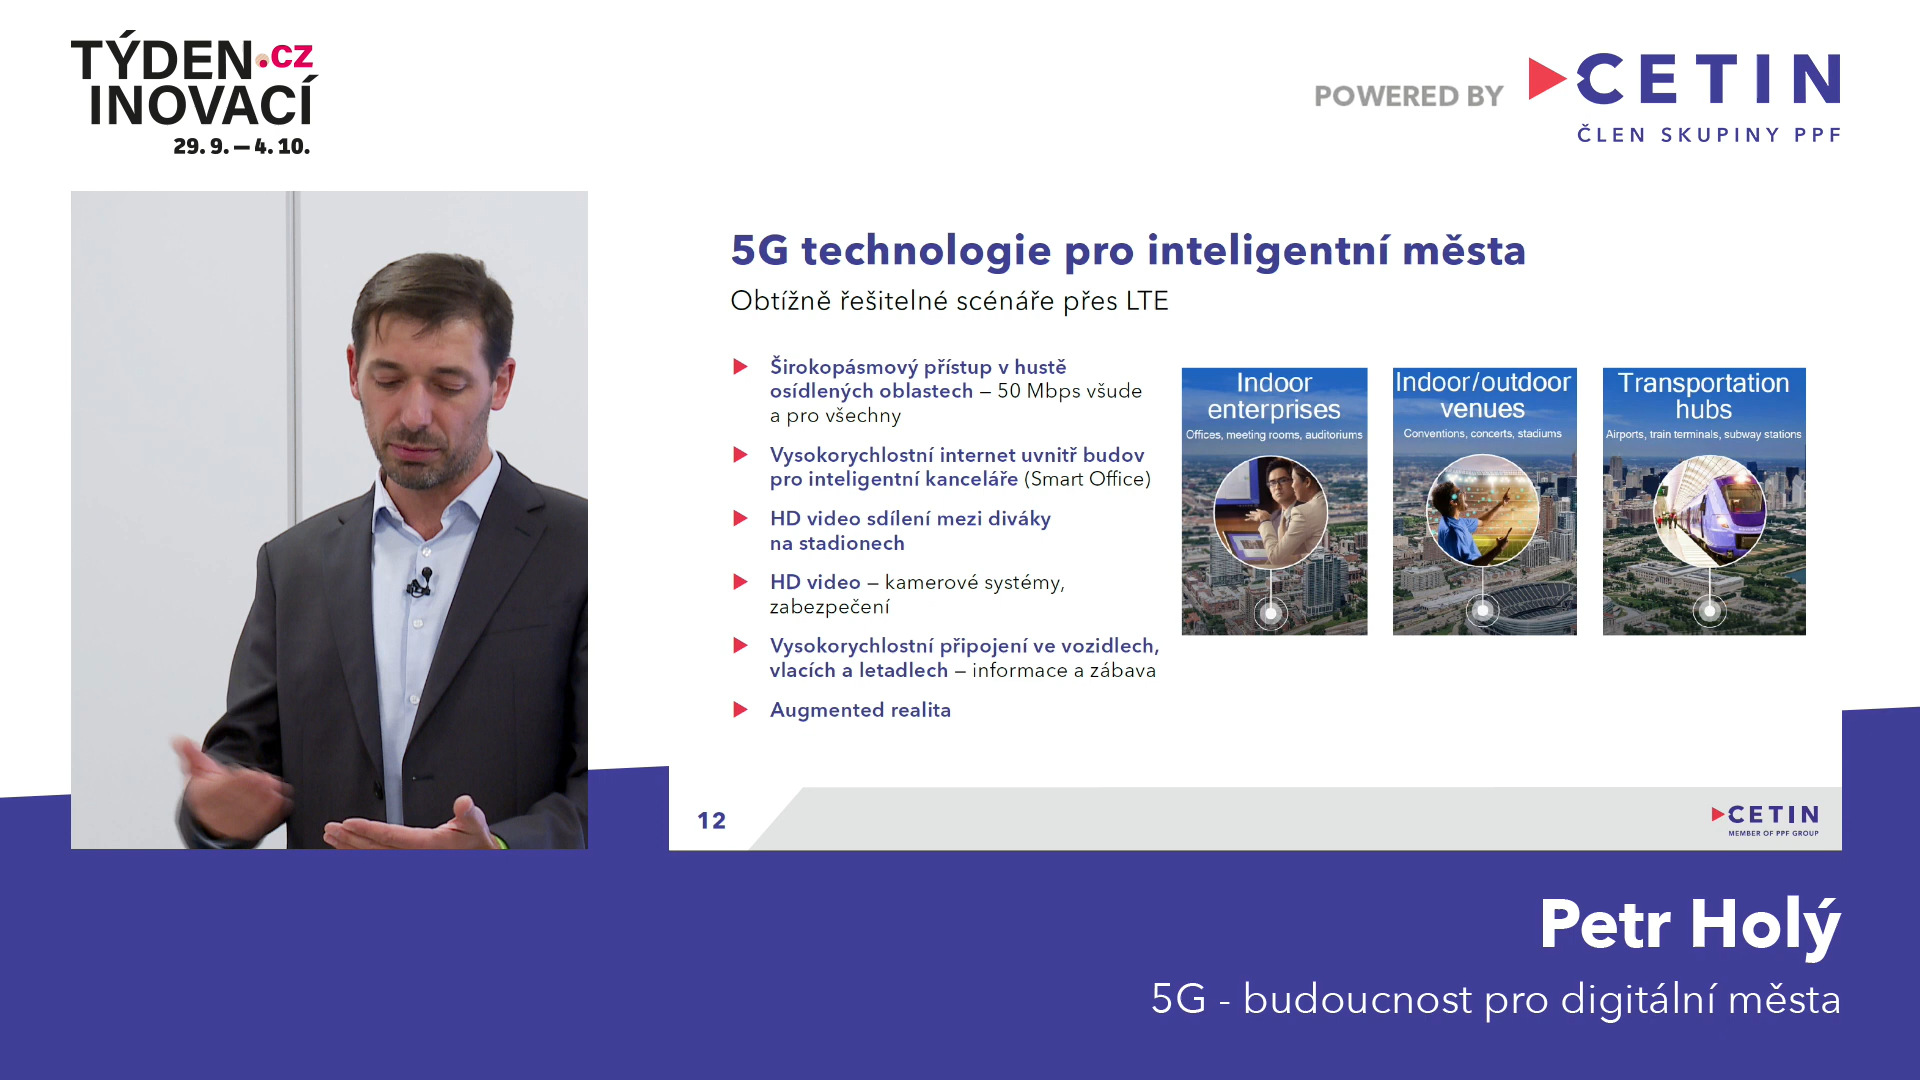 TÝDEN.cz
INOVACÍ
29. 9. – 4. 10.
POWERED BY
CETIN
ČLEN SKUPINY PPF
5G technologie pro inteligentní města
Obtížně řešitelné scénáře přes LTE
Širokopásmový přístup v hustě
osídlených oblastech – 50 Mbps všude
a pro všechny
Vysokorychlostní internet uvnitř budov
pro inteligentní kanceláře (Smart Office)
HD video sdílení mezi diváky
na stadionech
HD video – kamerové systémy,
zabezpečení
Vysokorychlostní připojení ve vozidlech,
vlacích a letadlech – informace a zábava
Augmented realita
Indoor
enterprises
Offices, meeting rooms, auditoriums
Indoor/outdoor
venues
Conventions, concerts, stadiums
Transportation
hubs
Airports, train terminals, subway stations
12
CETIN
MEMBER OF PPF GROUP
Petr Holý
5G - budoucnost pro digitální města